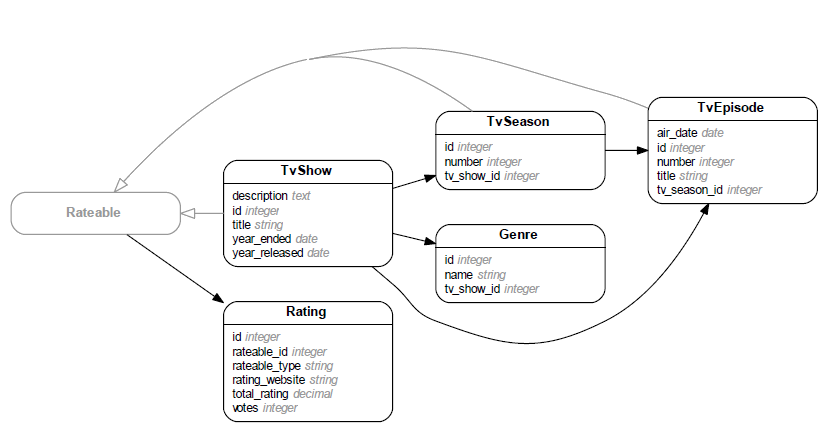 Rateable
TvShow
description text
id integer
title string
year_ended date
year_released date
Rating
id integer
rateable_id integer
rateable_type string
rating_website string
total_rating decimal
votes integer
TvSeason
id integer
number integer
tv_show_id integer
Genre
id integer
name string
tv_show_id integer
TvEpisode
air_date date
id integer
number integer
title string
tv_season_id integer